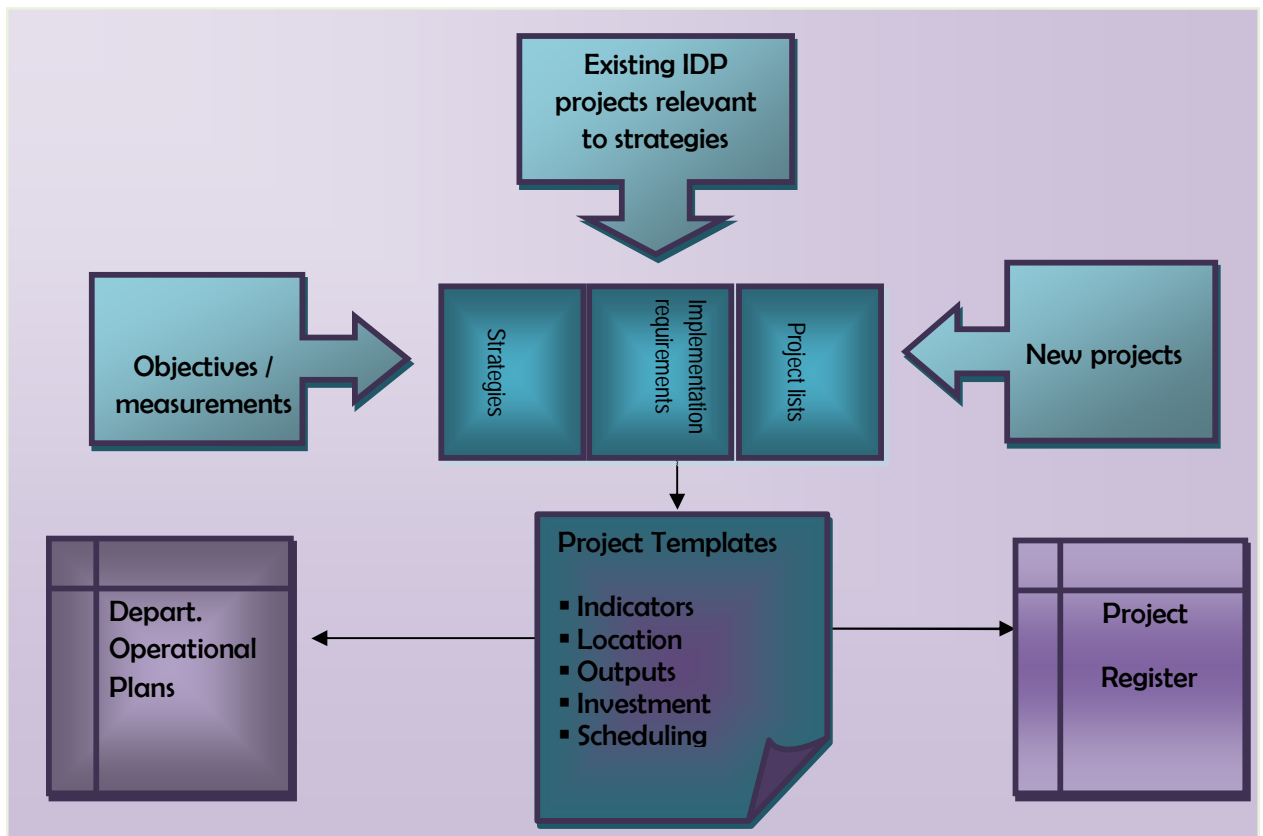 Existing IDP
projects relevant
to strategies
Objectives /
measurements
Strategies
Implementation
requirements
Project lists
New projects
Depart.
Operational
Plans
Project Templates
▪ Indicators
▪ Location
▪ Outputs
▪ Investment
▪ Scheduling
Project
Register